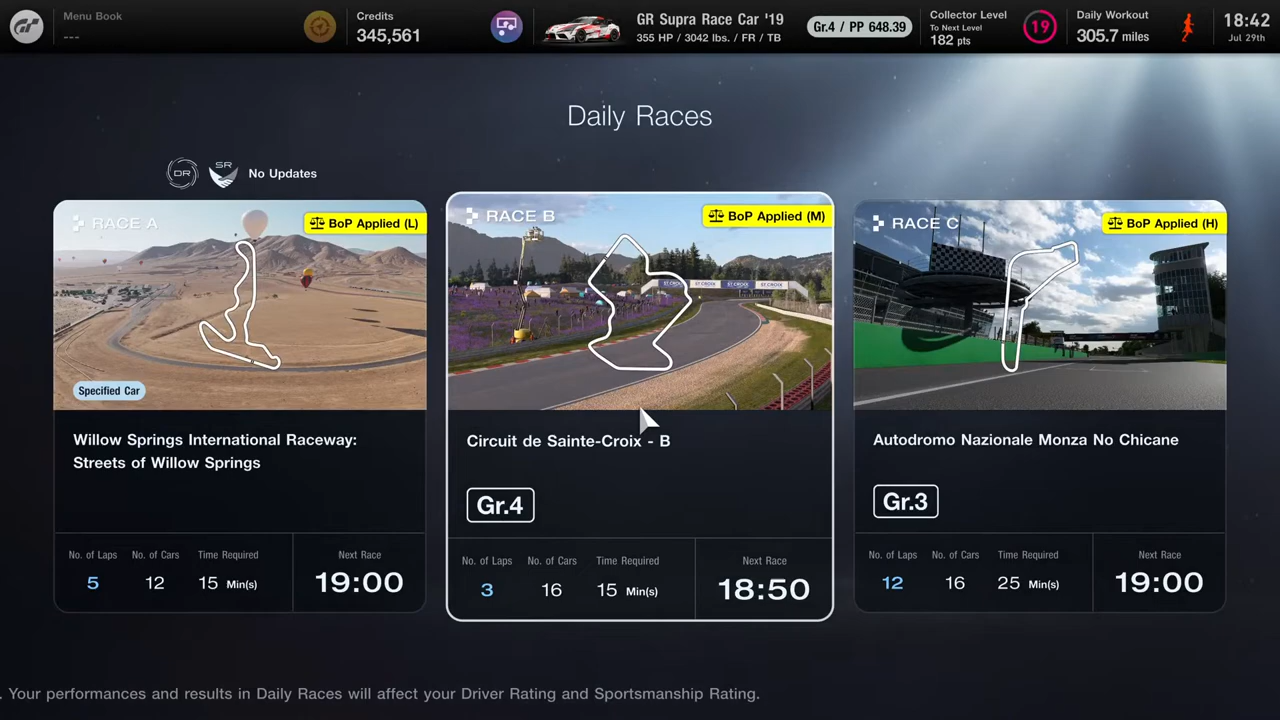 Menu Book
---
Credits
345,561
GR Supra Race Car '19
355 HP / 3042 lbs. / FR / TB
Gr.4 / PP 648.39
Collector Level
To Next Level
182 pts
19
Daily Workout
305.7 miles
18:42
Jul 29th
Daily Races
DR
SR
No Updates
RACE A
BoP Applied (L)
Specified Car
Willow Springs International Raceway:
Streets of Willow Springs
No. of Laps
No. of Cars
Time Required
Next Race
5
12
15 Min(s)
19:00
RACE B
BoP Applied (M)
Circuit de Sainte-Croix - B
Gr.4
No. of Laps
No. of Cars
Time Required
Next Race
3
16
15 Min(s)
18:50
RACE C
BoP Applied (H)
Autodromo Nazionale Monza No Chicane
Gr.3
No. of Laps
No. of Cars
Time Required
Next Race
12
16
25 Min(s)
19:00
. Your performances and results in Daily Races will affect your Driver Rating and Sportsmanship Rating.